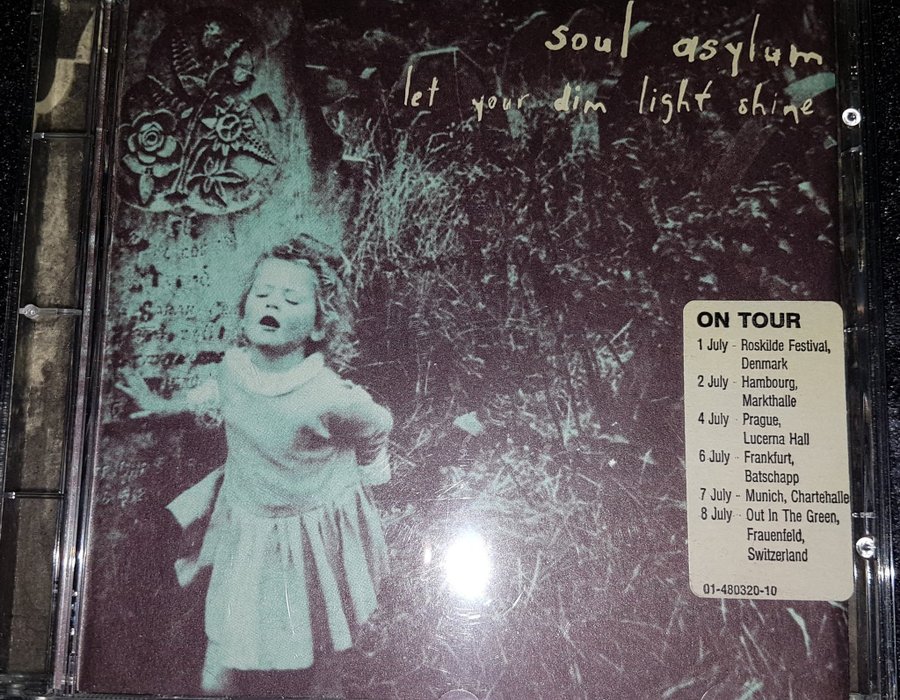 soul asylum
let your dim light shine
ON TOUR
1 July - Roskilde Festival,
Denmark
2 July - Hambourg,
Markthalle
4 July - Prague,
Lucerna Hall
6 July - Frankfurt,
Batschapp
7 July - Munich, Chartehalle
8 July - Out In The Green,
Frauenfeld,
Switzerland
01-480320-10